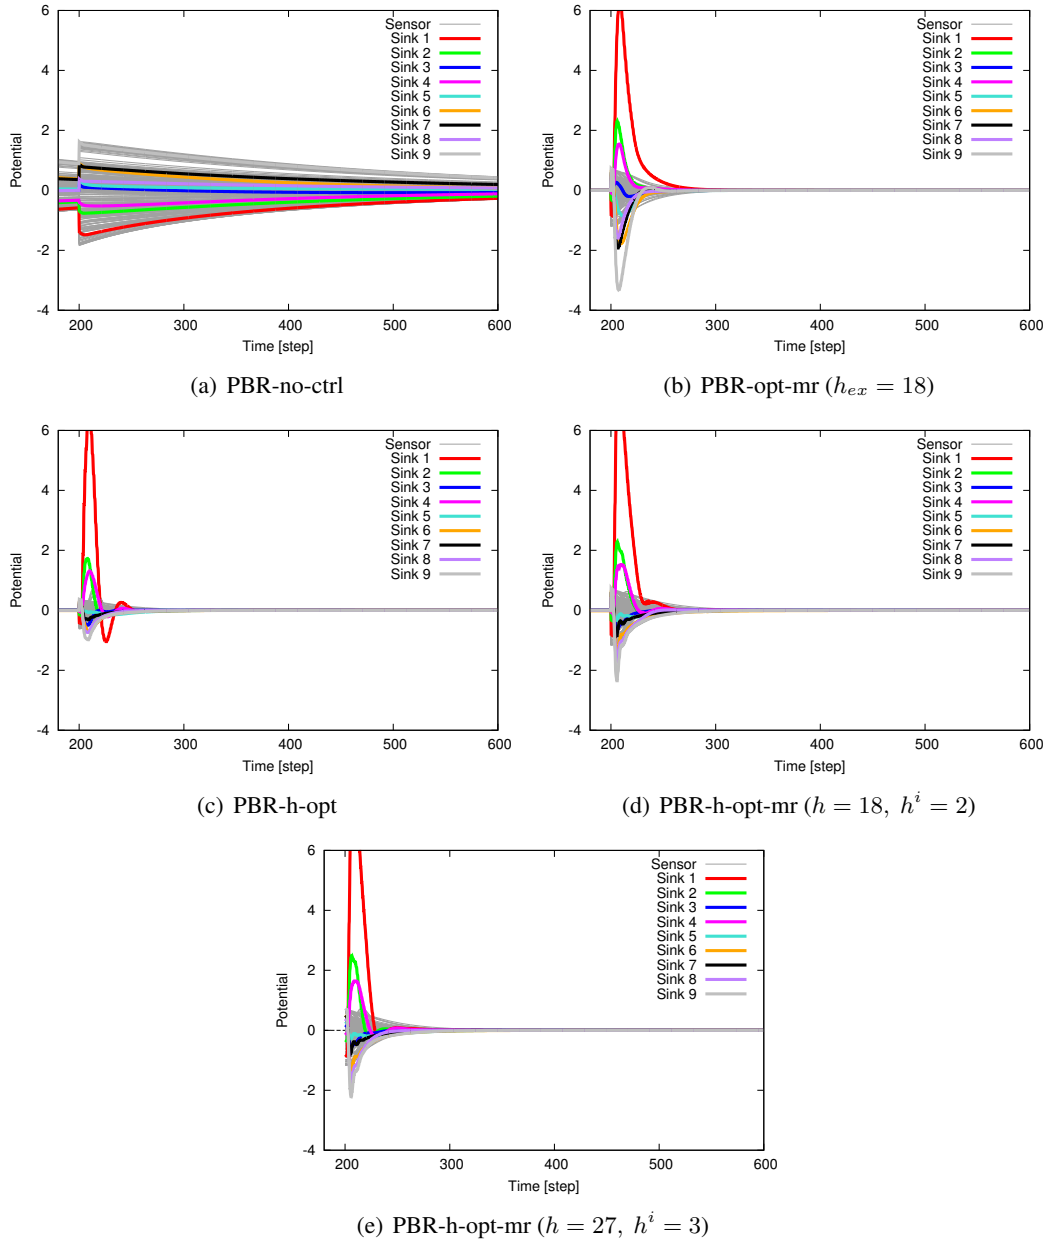 6
4
2
0
-2
-4
200
300
400
500
600
Potential
Time [step]
Sensor
Sink 1
Sink 2
Sink 3
Sink 4
Sink 5
Sink 6
Sink 7
Sink 8
Sink 9
(a) PBR-no-ctrl
6
4
2
0
-2
-4
200
300
400
500
600
Potential
Time [step]
Sensor
Sink 1
Sink 2
Sink 3
Sink 4
Sink 5
Sink 6
Sink 7
Sink 8
Sink 9
(b) PBR-opt-mr (h_{ex} = 18)
6
4
2
0
-2
-4
200
300
400
500
600
Potential
Time [step]
Sensor
Sink 1
Sink 2
Sink 3
Sink 4
Sink 5
Sink 6
Sink 7
Sink 8
Sink 9
(c) PBR-h-opt
6
4
2
0
-2
-4
200
300
400
500
600
Potential
Time [step]
Sensor
Sink 1
Sink 2
Sink 3
Sink 4
Sink 5
Sink 6
Sink 7
Sink 8
Sink 9
(d) PBR-h-opt-mr (h = 18, h^i = 2)
6
4
2
0
-2
-4
200
300
400
500
600
Potential
Time [step]
Sensor
Sink 1
Sink 2
Sink 3
Sink 4
Sink 5
Sink 6
Sink 7
Sink 8
Sink 9
(e) PBR-h-opt-mr (h = 27, h^i = 3)